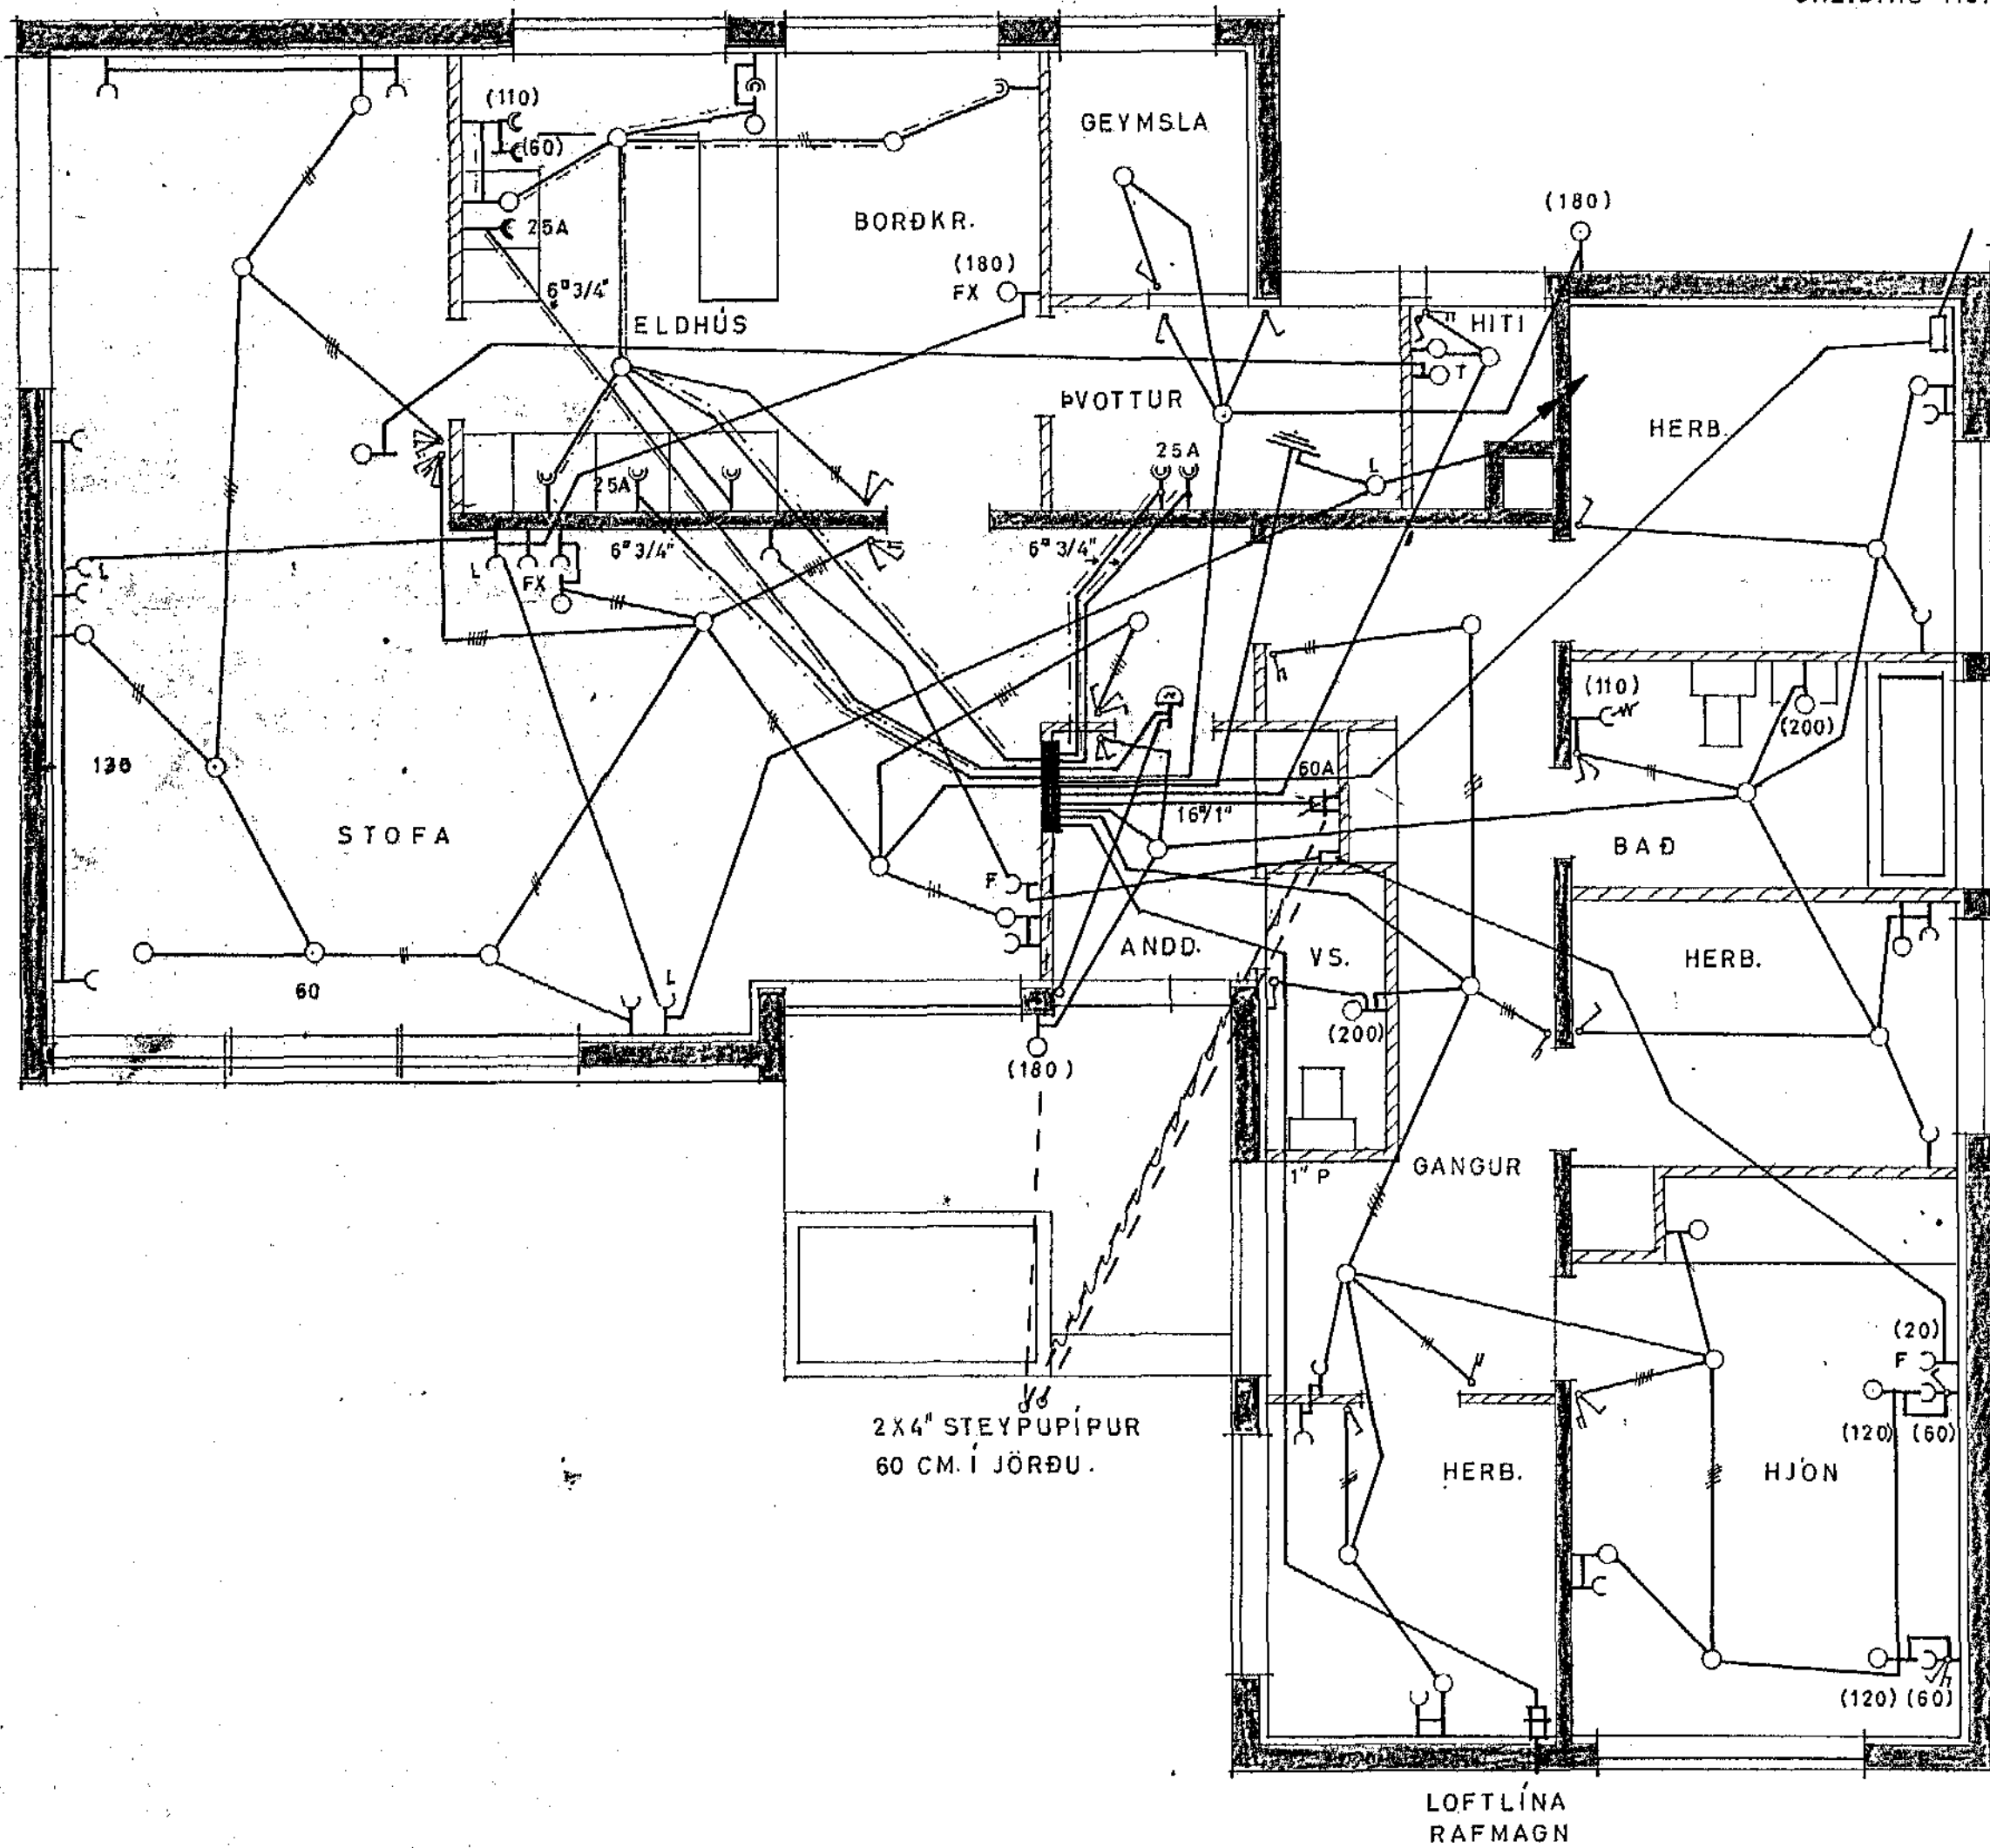 (110)
(60)
25A
6▫3/4"
ELDHÚS
BORÐKR.
(180)
FX
GEYMSLA
(180)
HITI
T
ÞVOTTUR
HERB.
25A
L
25A
6▫3/4"
6▫3/4"
L
FX
L
(110)
(200)
60A
16▫/1"
BAÐ
STOFA
60
F
L
ANDD.
VS.
(200)
HERB.
(180)
1" P
GANGUR
(20)
F
(120) (60)
2X4" STEYPUPÍPUR
60 CM. Í JÖRÐU.
HERB.
HJÓN
(120) (60)
LOFTLÍNA
RAFMAGN